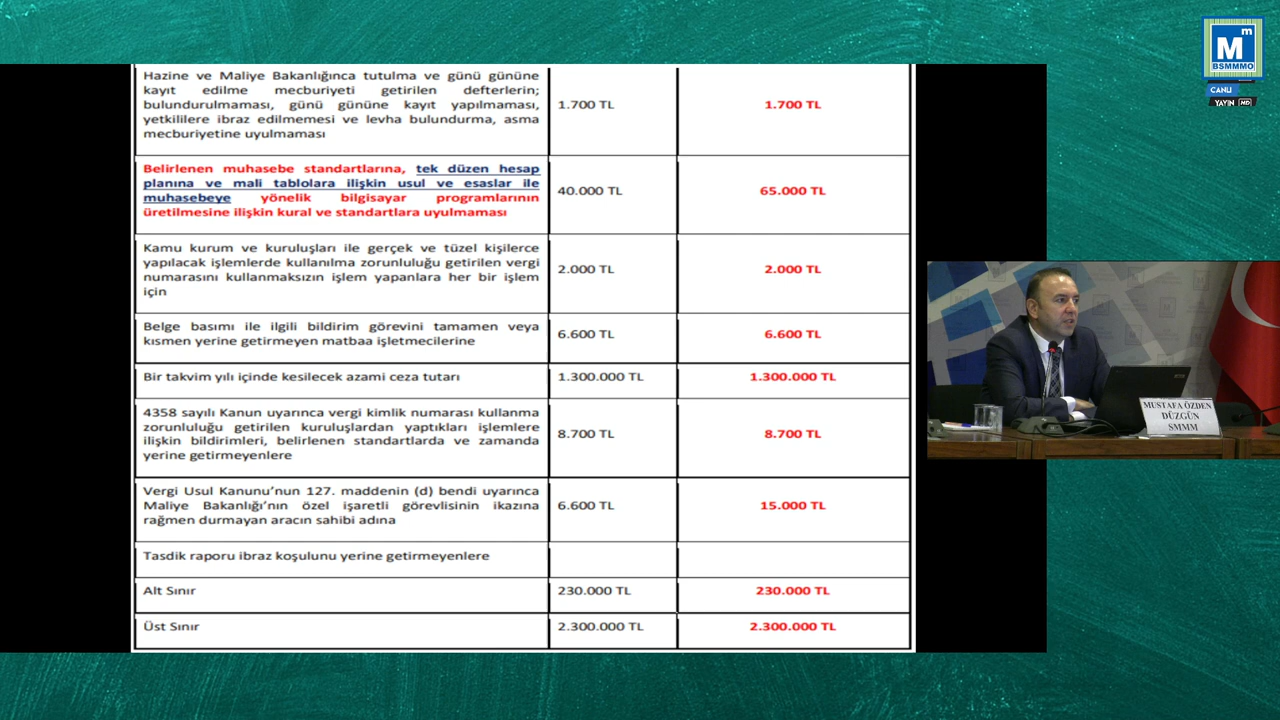 Hazine ve Maliye Bakanlığınca tutulma ve günü gününe
kayıt edilme mecburiyeti getirilen defterlerin;
bulundurulmaması, günü gününe kayıt yapılmaması,
yetkililere ibraz edilmemesi ve levha bulundurma, asma
mecburiyetine uyulmaması
1.700 TL
1.700 TL
Belirlenen muhasebe standartlarına, tek düzen hesap
planına ve mali tablolara ilişkin usul ve esaslar ile
muhasebeye yönelik bilgisayar programlarının
üretilmesine ilişkin kural ve standartlara uyulmaması
40.000 TL
65.000 TL
Kamu kurum ve kuruluşları ile gerçek ve tüzel kişilerce
yapılacak işlemlerde kullanılma zorunluluğu getirilen vergi
numarasını kullanmaksızın işlem yapanlara her bir işlem
için
2.000 TL
2.000 TL
Belge basımı ile ilgili bildirim görevini tamamen veya
kısmen yerine getirmeyen matbaa işletmecilerine
6.600 TL
6.600 TL
Bir takvim yılı içinde kesilecek azami ceza tutarı
1.300.000 TL
1.300.000 TL
4358 sayılı Kanun uyarınca vergi kimlik numarası kullanma
zorunluluğu getirilen kuruluşlardan yaptıkları işlemlere
ilişkin bildirimleri, belirlenen standartlarda ve zamanda
yerine getirmeyenlere
8.700 TL
8.700 TL
Vergi Usul Kanunu’nun 127. maddenin (d) bendi uyarınca
Maliye Bakanlığı’nın özel işaretli görevlisinin ikazına
rağmen durmayan aracın sahibi adına
6.600 TL
15.000 TL
Tasdik raporu ibraz koşulunu yerine getirmeyenlere
Alt Sınır
230.000 TL
230.000 TL
Üst Sınır
2.300.000 TL
2.300.000 TL
Mm
BSMMMO
CANLI
YAYIN HD
MUSTAFA ÖZDEN
DÜZGÜN
SMMM